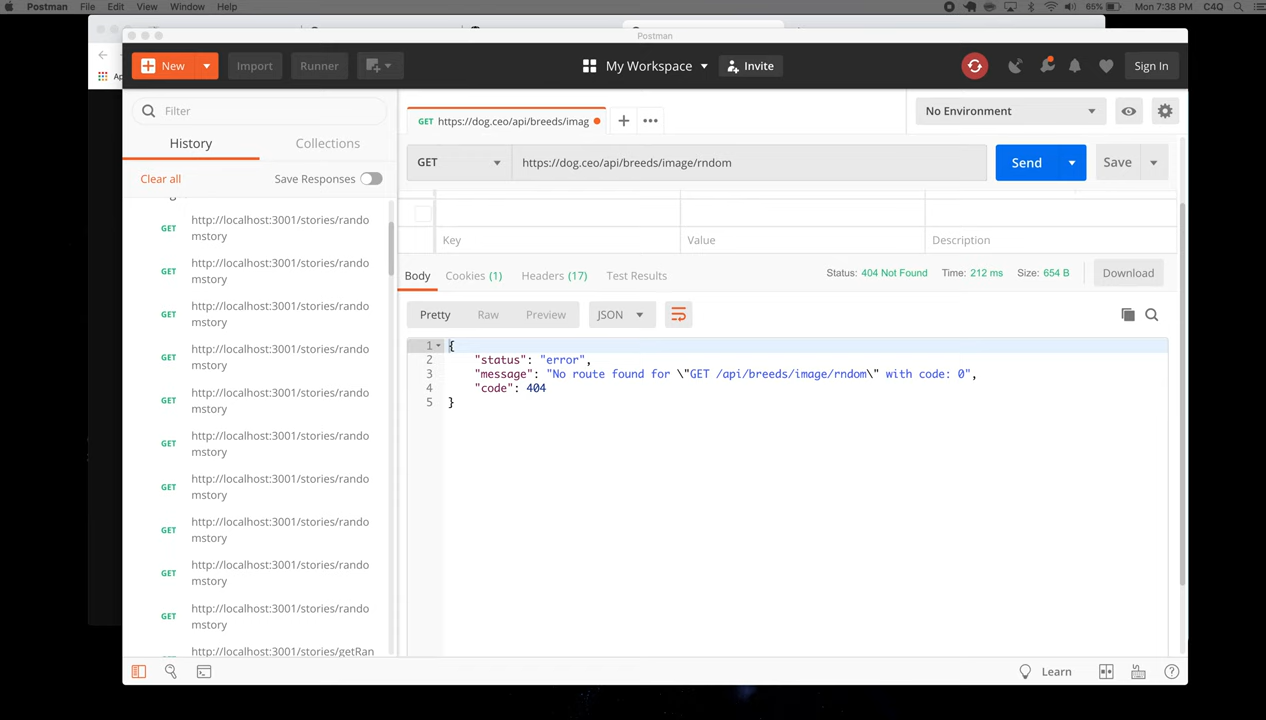 Postman File Edit View Window Help 65% Mon 7:38 PM C4Q
Postman
New Import Runner My Workspace Invite Sign In
Filter
GET https://dog.ceo/api/breeds/imag No Environment
History Collections
GET https://dog.ceo/api/breeds/image/rndom Send Save
Clear all Save Responses
GET http://localhost:3001/stories/rando
mstory
GET http://localhost:3001/stories/rando
mstory
GET http://localhost:3001/stories/rando
mstory
GET http://localhost:3001/stories/rando
mstory
GET http://localhost:3001/stories/rando
mstory
GET http://localhost:3001/stories/rando
mstory
GET http://localhost:3001/stories/rando
mstory
GET http://localhost:3001/stories/rando
mstory
GET http://localhost:3001/stories/rando
mstory
GET http://localhost:3001/stories/rando
mstory
http://localhost:3001/stories/getRan
Key Value Description
Body Cookies (1) Headers (17) Test Results Status: 404 Not Found Time: 212 ms Size: 654 B Download
Pretty Raw Preview JSON
1 {
2 "status": "error",
3 "message": "No route found for \"GET /api/breeds/image/rndom\" with code: 0",
4 "code": 404
5 }
Learn